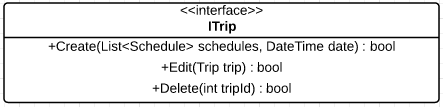 <<interface>>
ITrip
+Create(List<Schedule> schedules, DateTime date) : bool
+Edit(Trip trip) : bool
+Delete(int tripId) : bool